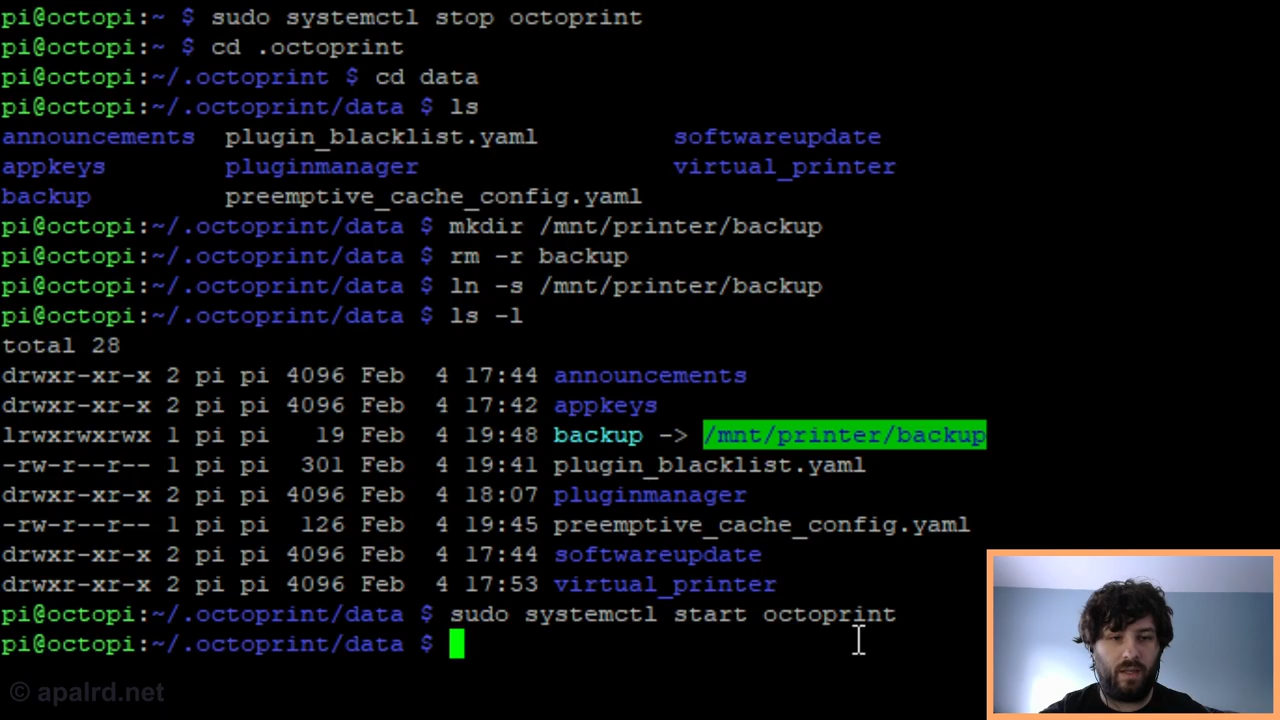 pi@octopi:~ $ sudo systemctl stop octoprint
pi@octopi:~ $ cd .octoprint
pi@octopi:~/.octoprint $ cd data
pi@octopi:~/.octoprint/data $ ls
announcements plugin_blacklist.yaml softwareupdate
appkeys pluginmanager virtual_printer
backup preemptive_cache_config.yaml
pi@octopi:~/.octoprint/data $ mkdir /mnt/printer/backup
pi@octopi:~/.octoprint/data $ rm -r backup
pi@octopi:~/.octoprint/data $ ln -s /mnt/printer/backup
pi@octopi:~/.octoprint/data $ ls -l
total 28
drwxr-xr-x 2 pi pi 4096 Feb 4 17:44 announcements
drwxr-xr-x 2 pi pi 4096 Feb 4 17:42 appkeys
lrwxrwxrwx 1 pi pi 19 Feb 4 19:48 backup -> /mnt/printer/backup
-rw-r--r-- 1 pi pi 301 Feb 4 19:41 plugin_blacklist.yaml
drwxr-xr-x 2 pi pi 4096 Feb 4 18:07 pluginmanager
-rw-r--r-- 1 pi pi 126 Feb 4 19:45 preemptive_cache_config.yaml
drwxr-xr-x 2 pi pi 4096 Feb 4 17:44 softwareupdate
drwxr-xr-x 2 pi pi 4096 Feb 4 17:53 virtual_printer
pi@octopi:~/.octoprint/data $ sudo systemctl start octoprint
pi@octopi:~/.octoprint/data $
© apalrd.net